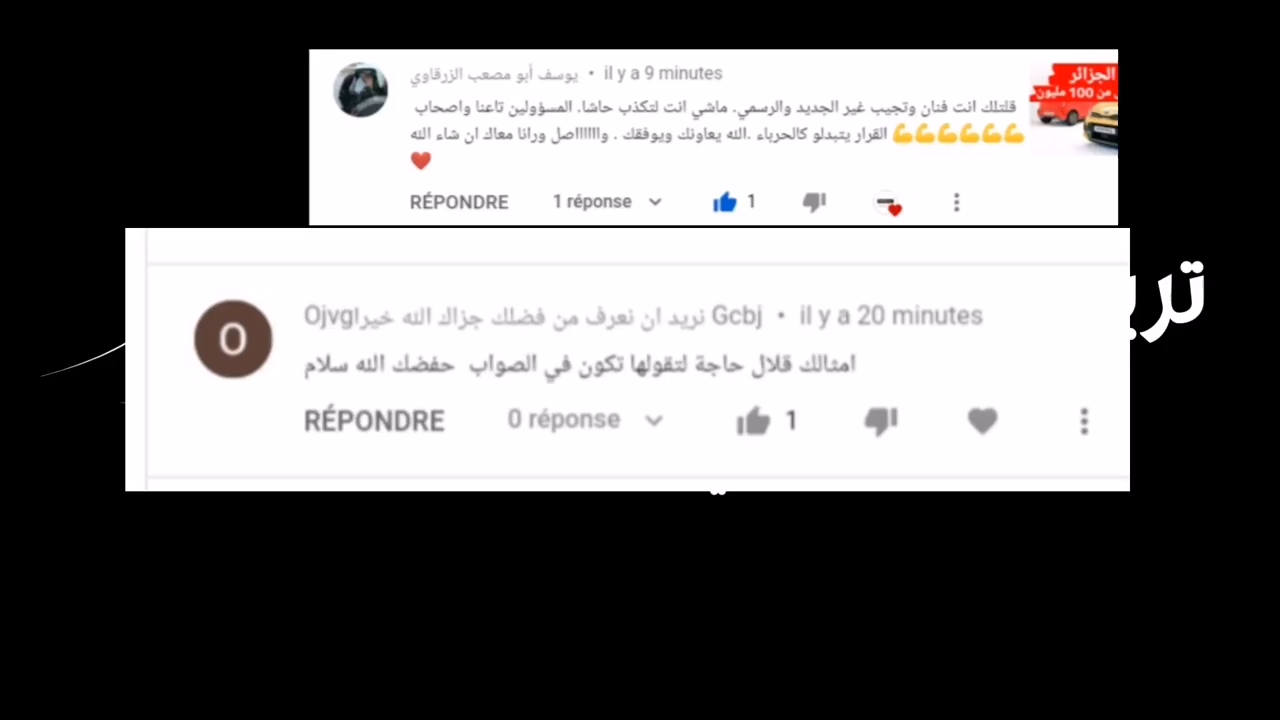 يوسف أبو مصعب الزرقاوي • il y a 9 minutes
قلتلك انت فنان وتجيب غير الجديد والرسمي. ماشي انت لتكذب حاشا. المسؤولين تاعنا واصحاب
القرار يتبدلو كالحرباء .الله يعاونك ويوفقك . واااااااصل ورانا معاك ان شاء الله 💪💪💪💪💪💪
❤️
RÉPONDRE 1 réponse 1
الجزائر
من 100 مليون
Ojvgنريد ان نعرف من فضلك جزاك الله خيرا Gcbj • il y a 20 minutes
امثالك قلال حاجة لتقولها تكون في الصواب حفضك الله سلام
RÉPONDRE 0 réponse 1